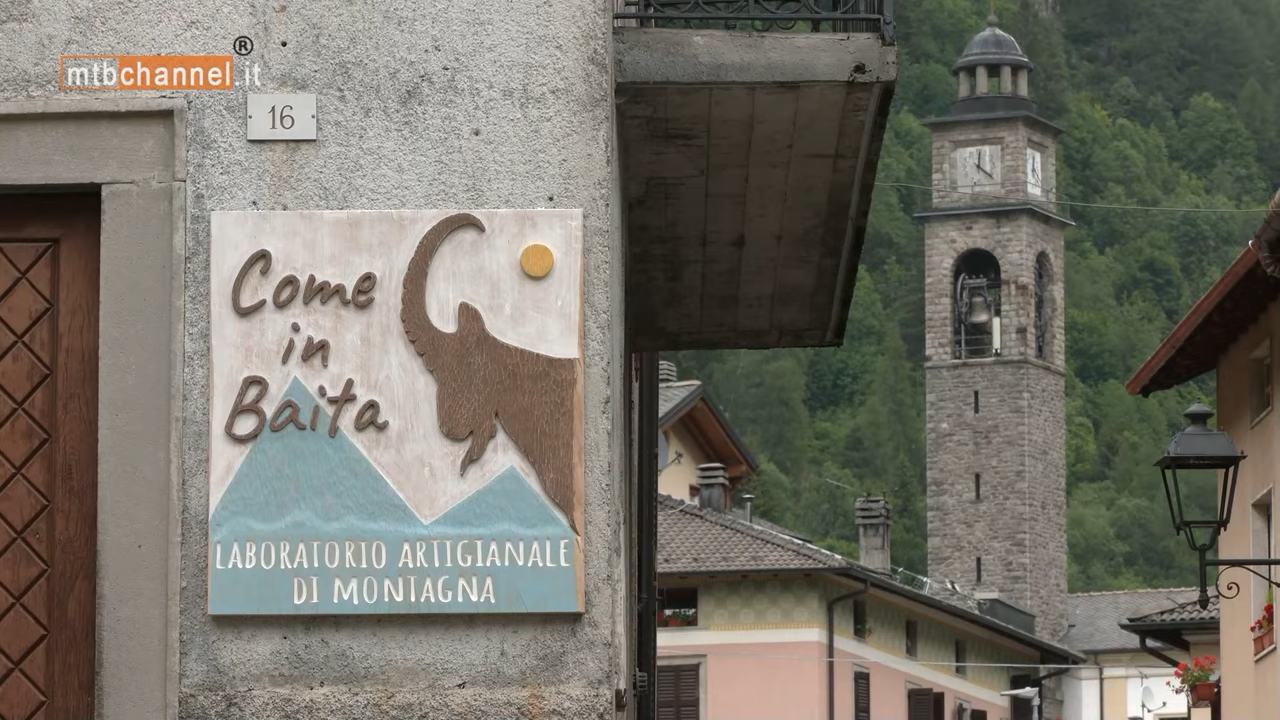 mtbchannel.it®
16
Come
in
Baita
LABORATORIO ARTIGIANALE
DI MONTAGNA